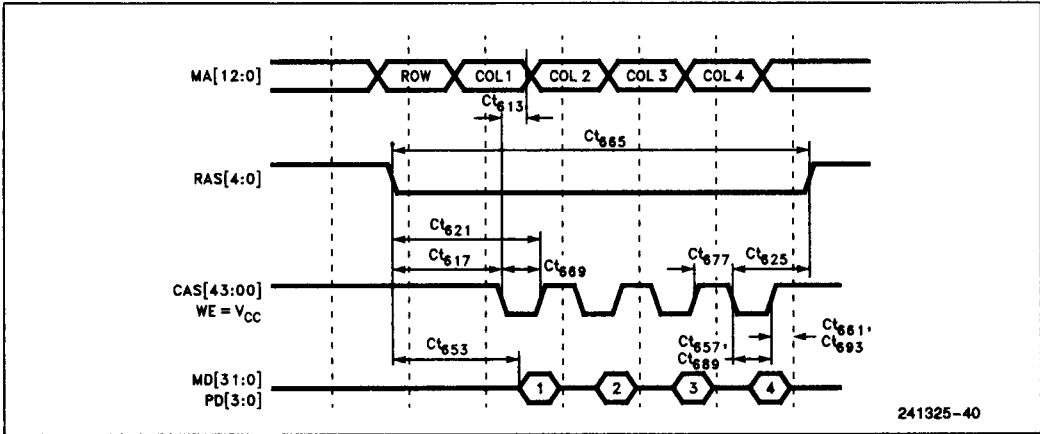 MA[12:0] ROW COL 1 COL 2 COL 3 COL 4
Ct613
Ct665
RAS[4:0]
Ct621
Ct617 Ct669 Ct677 Ct625
CAS[43:00]
WE = VCC
Ct653 Ct657, Ct689 Ct661, Ct693
MD[31:0] 1 2 3 4
PD[3:0]
241325-40